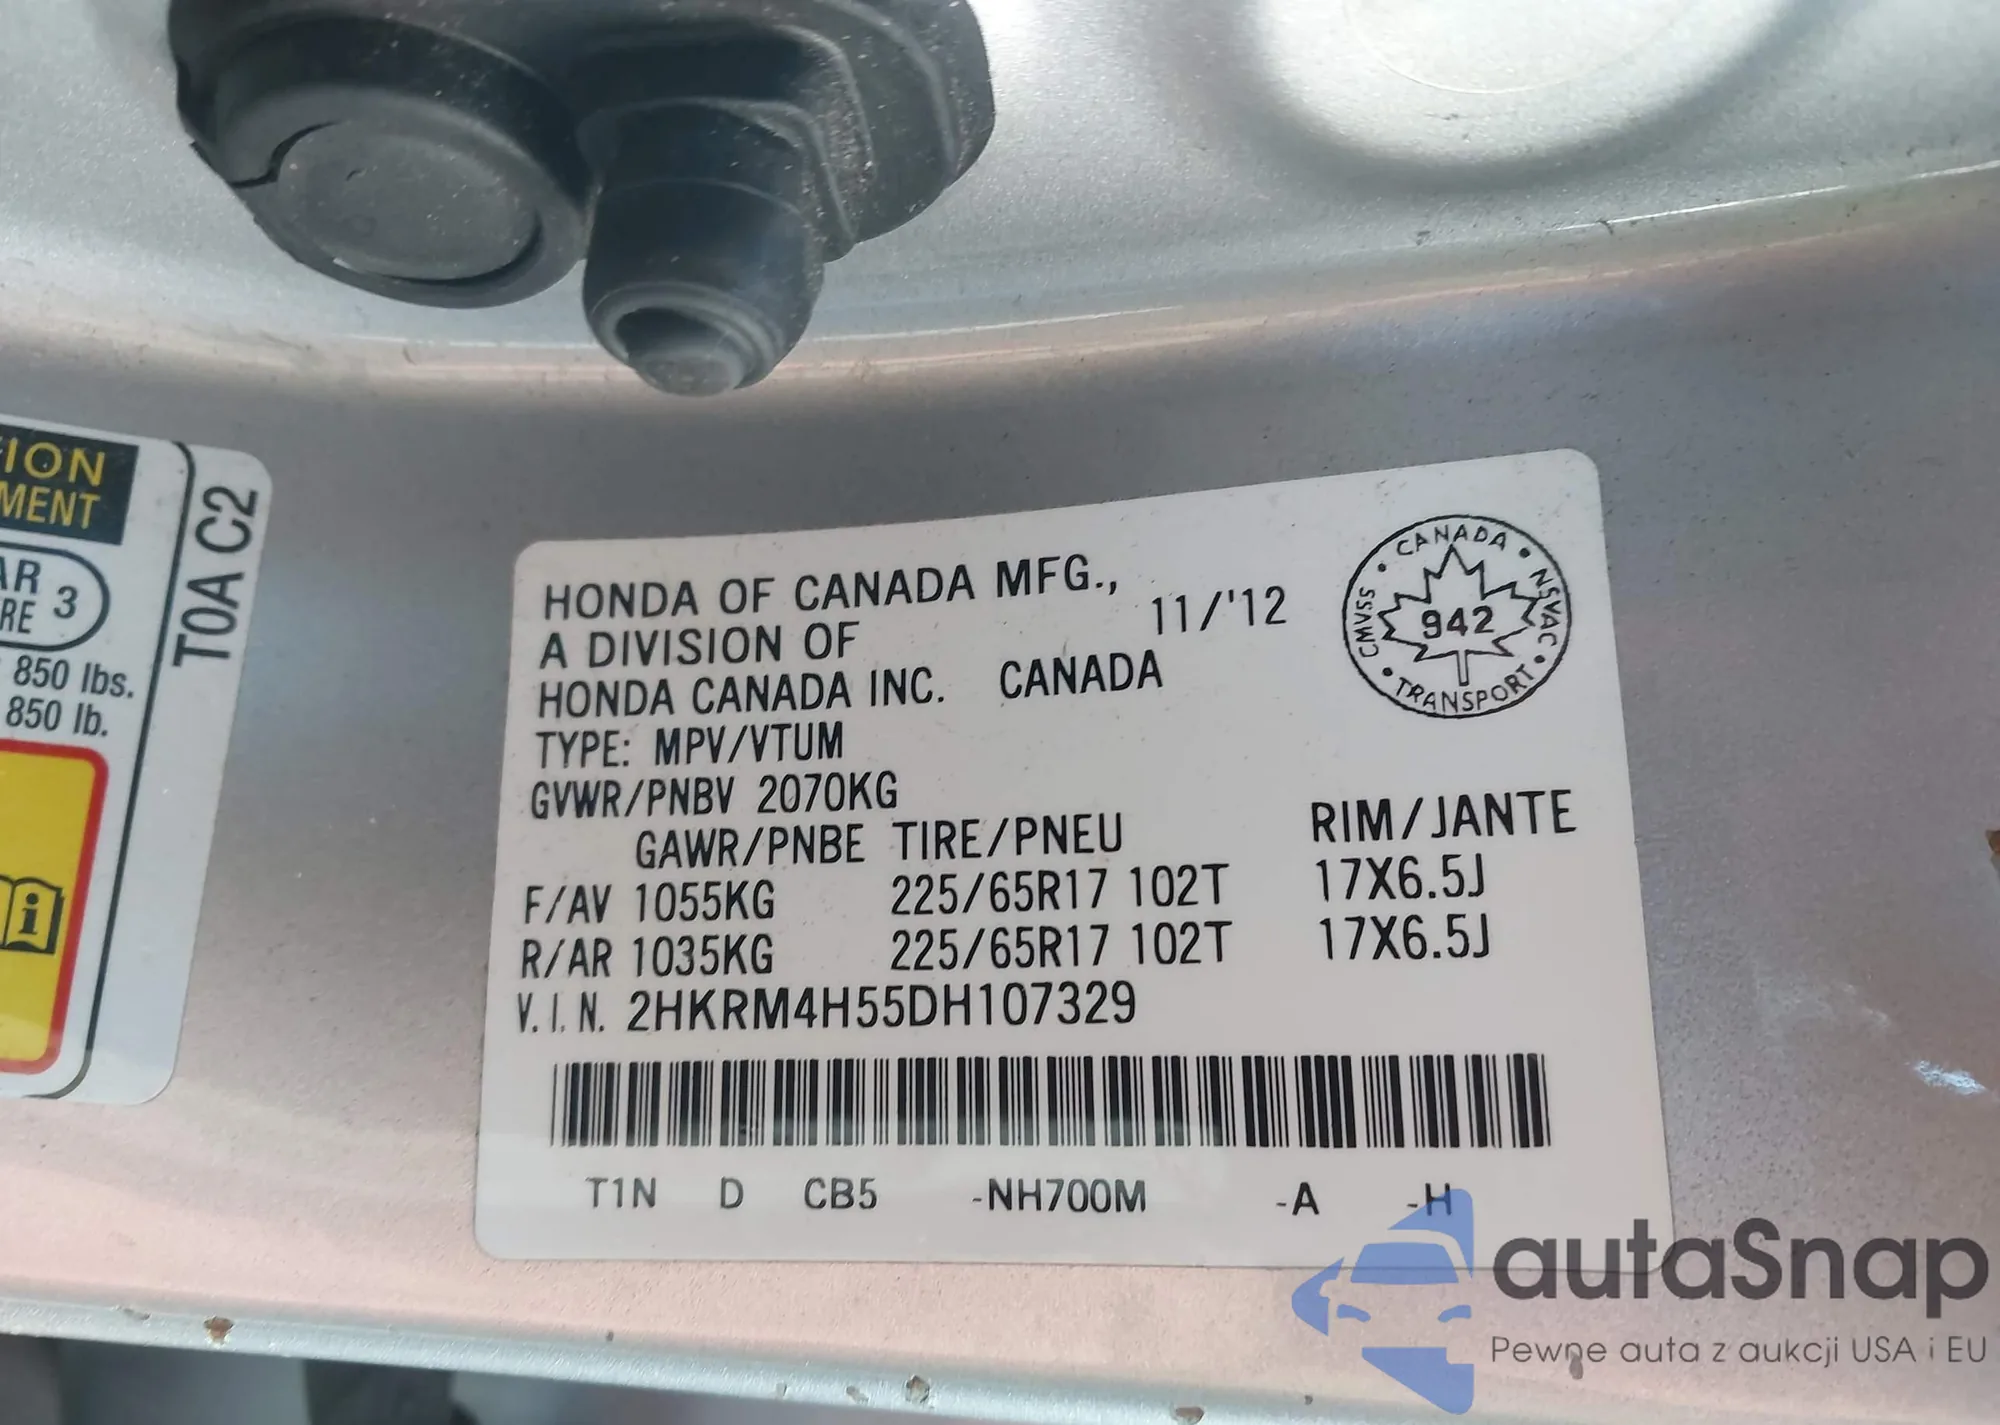 ION
MENT
AR 3
RE
850 lbs.
850 lb.
T0A C2
HONDA OF CANADA MFG., 11/'12
A DIVISION OF
HONDA CANADA INC. CANADA
TYPE: MPV/VTUM
GVWR/PNBV 2070KG
GAWR/PNBE TIRE/PNEU RIM/JANTE
F/AV 1055KG 225/65R17 102T 17X6.5J
R/AR 1035KG 225/65R17 102T 17X6.5J
V.I.N. 2HKRM4H55DH107329
T1N D CB5 -NH700M -A -H
CANADA • NSVAC • TRANSPORT • CMVSS •
942
autaSnap
Pewne auta z aukcji USA i EU